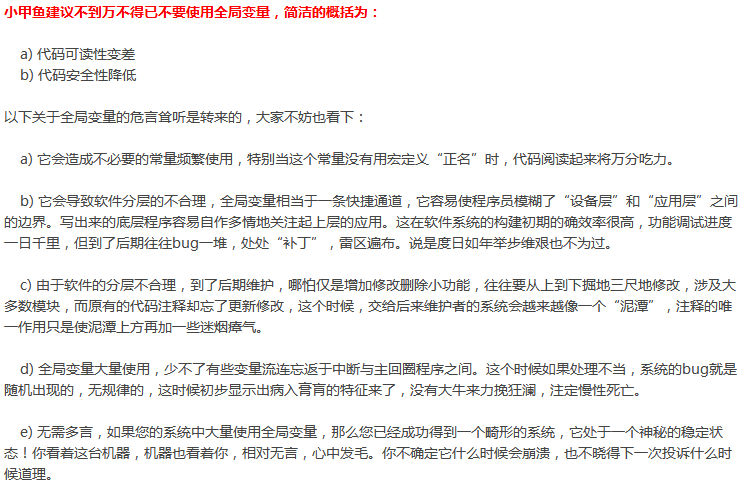 小甲鱼建议不到万不得已不要使用全局变量，简洁的概括为：
a) 代码可读性变差
b) 代码安全性降低
以下关于全局变量的危言耸听是转来的，大家不妨也看下：
a) 它会造成不必要的常量频繁使用，特别当这个常量没有用宏定义“正名”时，代码阅读起来将万分吃力。
b) 它会导致软件分层的不合理，全局变量相当于一条快捷通道，它容易使程序员模糊了“设备层”和“应用层”之间
的边界。写出来的底层程序容易自作多情地关注起上层的应用。这在软件系统的构建初期的确效率很高，功能调试进度
一日千里，但到了后期往往bug一堆，处处“补丁”，雷区遍布。说是度日如年举步维艰也不为过。
c) 由于软件的分层不合理，到了后期维护，哪怕仅是增加修改删除小功能，往往要从上到下掘地三尺地修改，涉及大
多数模块，而原有的代码注释却忘了更新修改，这个时候，交给后来维护者的系统会越来越像一个“泥潭”，注释的唯
一作用只是使泥潭上方再加一些迷烟瘴气。
d) 全局变量大量使用，少不了有些变量流连忘返于中断与主回圈程序之间。这个时候如果处理不当，系统的bug就是
随机出现的，无规律的，这时候初步显示出病入膏肓的特征来了，没有大牛来力挽狂澜，注定慢性死亡。
e) 无需多言，如果您的系统中大量使用全局变量，那么您已经成功得到一个畸形的系统，它处于一个神秘的稳定状
态！你看着这台机器，机器也看着你，相对无言，心中发毛。你不确定它什么时候会崩溃，也不晓得下一次投诉什么时
候道理。